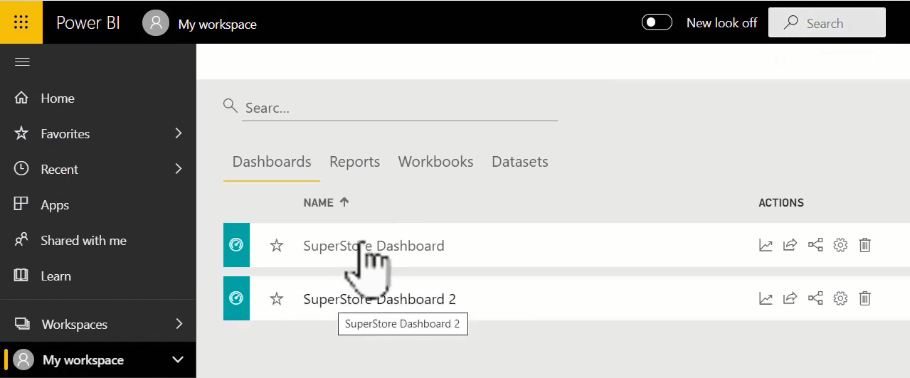 Power BI
My workspace
New look off
Search
Home
Searc...
Favorites
Recent
Dashboards
Reports
Workbooks
Datasets
Apps
NAME
ACTIONS
Shared with me
SuperStore Dashboard
Learn
SuperStore Dashboard 2
Workspaces
SuperStore Dashboard 2
My workspace